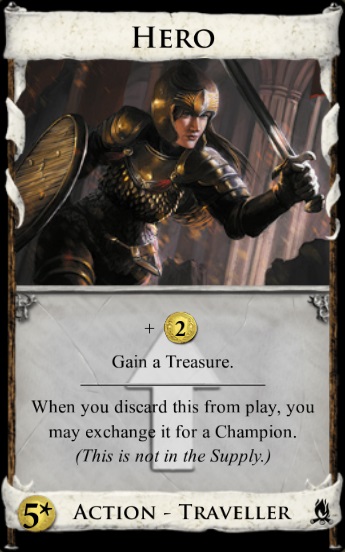 HERO
+ 2
Gain a Treasure.
When you discard this from play, you
may exchange it for a Champion.
(This is not in the Supply.)
5* ACTION - TRAVELLER